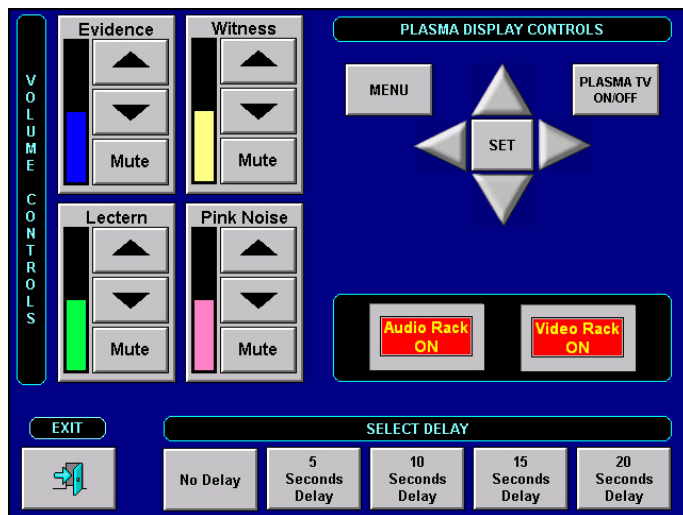 VOLUME CONTROLS
Evidence
Mute
Witness
Mute
Lectern
Mute
Pink Noise
Mute
PLASMA DISPLAY CONTROLS
MENU
SET
PLASMA TV
ON/OFF
Audio Rack
ON
Video Rack
ON
EXIT
SELECT DELAY
No Delay
5
Seconds
Delay
10
Seconds
Delay
15
Seconds
Delay
20
Seconds
Delay